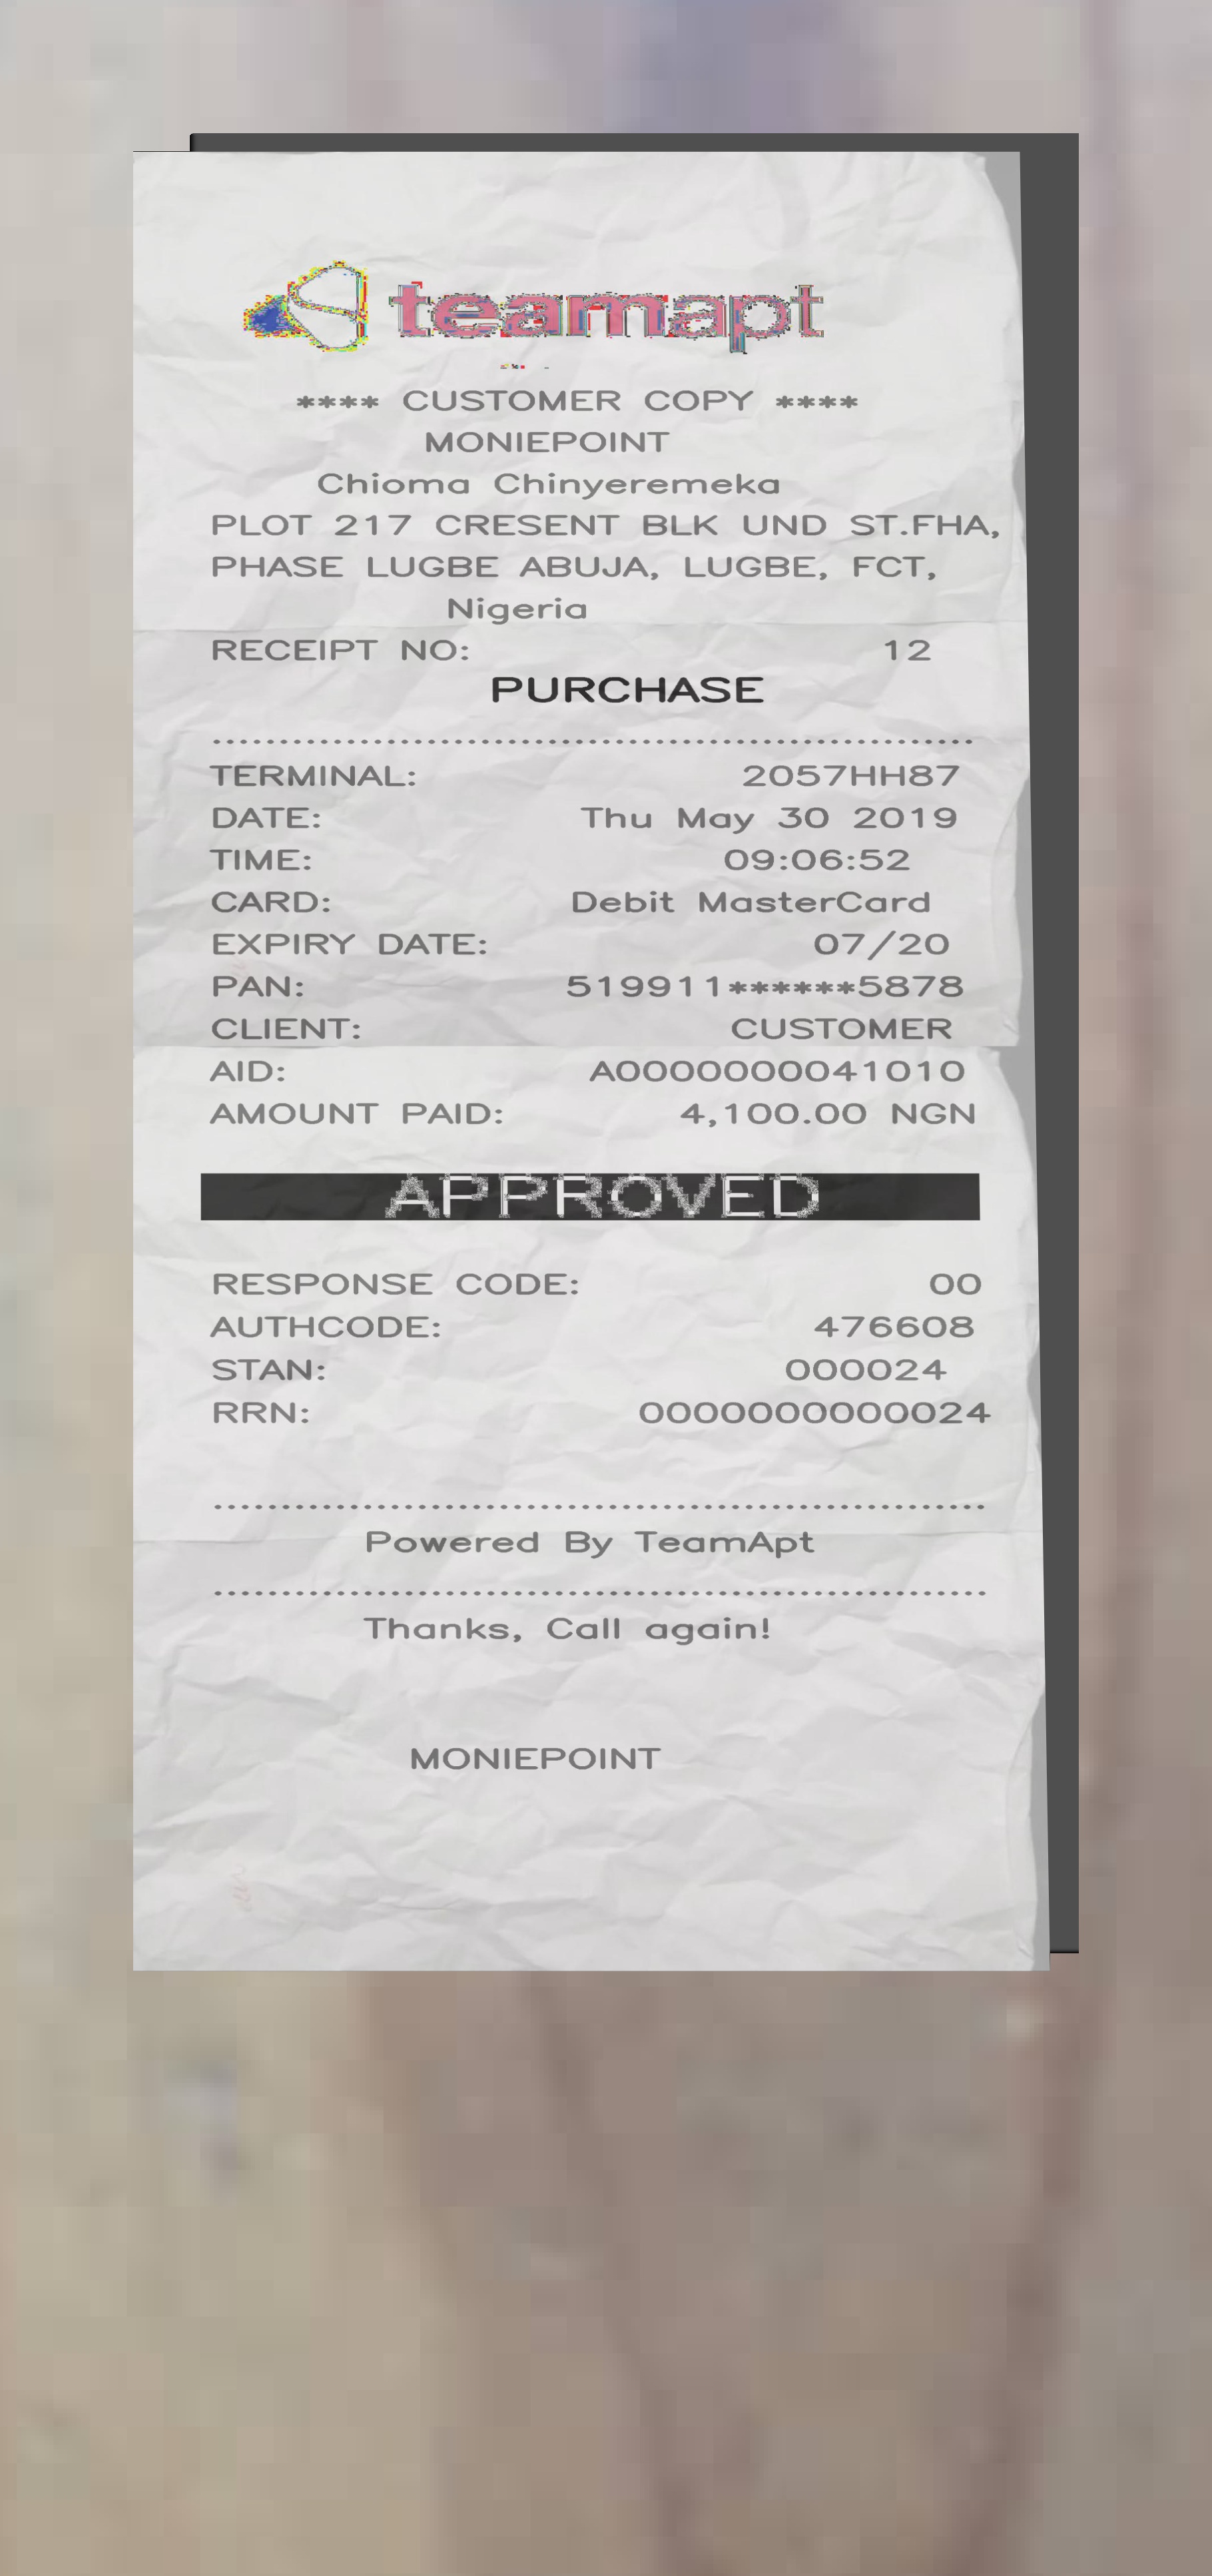 teamapt
**** CUSTOMER COPY ****
MONIEPOINT
Chioma Chinyeremeka
PLOT 217 CRESENT BLK UND ST.FHA,
PHASE LUGBE ABUJA, LUGBE, FCT,
Nigeria
RECEIPT NO: 12
PURCHASE
TERMINAL: 2057HH87
DATE: Thu May 30 2019
TIME: 09:06:52
CARD: Debit MasterCard
EXPIRY DATE: 07/20
PAN: 519911******5878
CLIENT: CUSTOMER
AID: A0000000041010
AMOUNT PAID: 4,100.00 NGN
APPROVED
RESPONSE CODE: 00
AUTHCODE: 476608
STAN: 000024
RRN: 0000000000024
Powered By TeamApt
Thanks, Call again!
MONIEPOINT